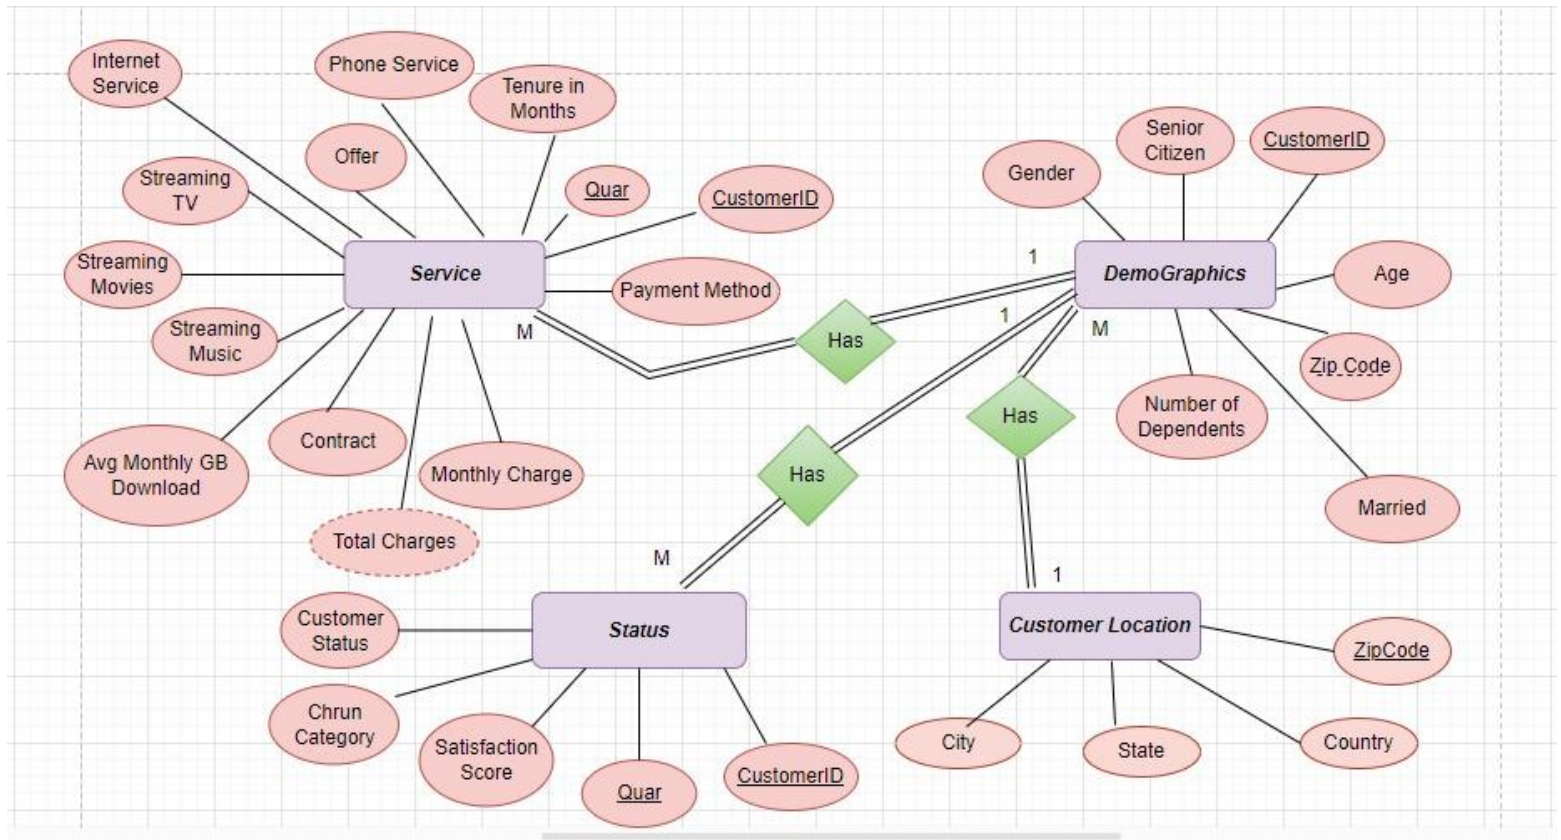 Internet
Service
Phone Service
Tenure in
Months
Offer
Streaming
TV
Quar
CustomerID
Streaming
Movies
Service
Payment Method
Streaming
Music
M
Avg Monthly GB
Download
Contract
Monthly Charge
Total Charges
Has
1
1
M
Has
Has
M
1
Gender
Senior
Citizen
CustomerID
DemoGraphics
Age
Zip Code
Number of
Dependents
Married
Customer
Status
Status
Chrun
Category
Satisfaction
Score
Quar
CustomerID
Customer Location
ZipCode
City
State
Country